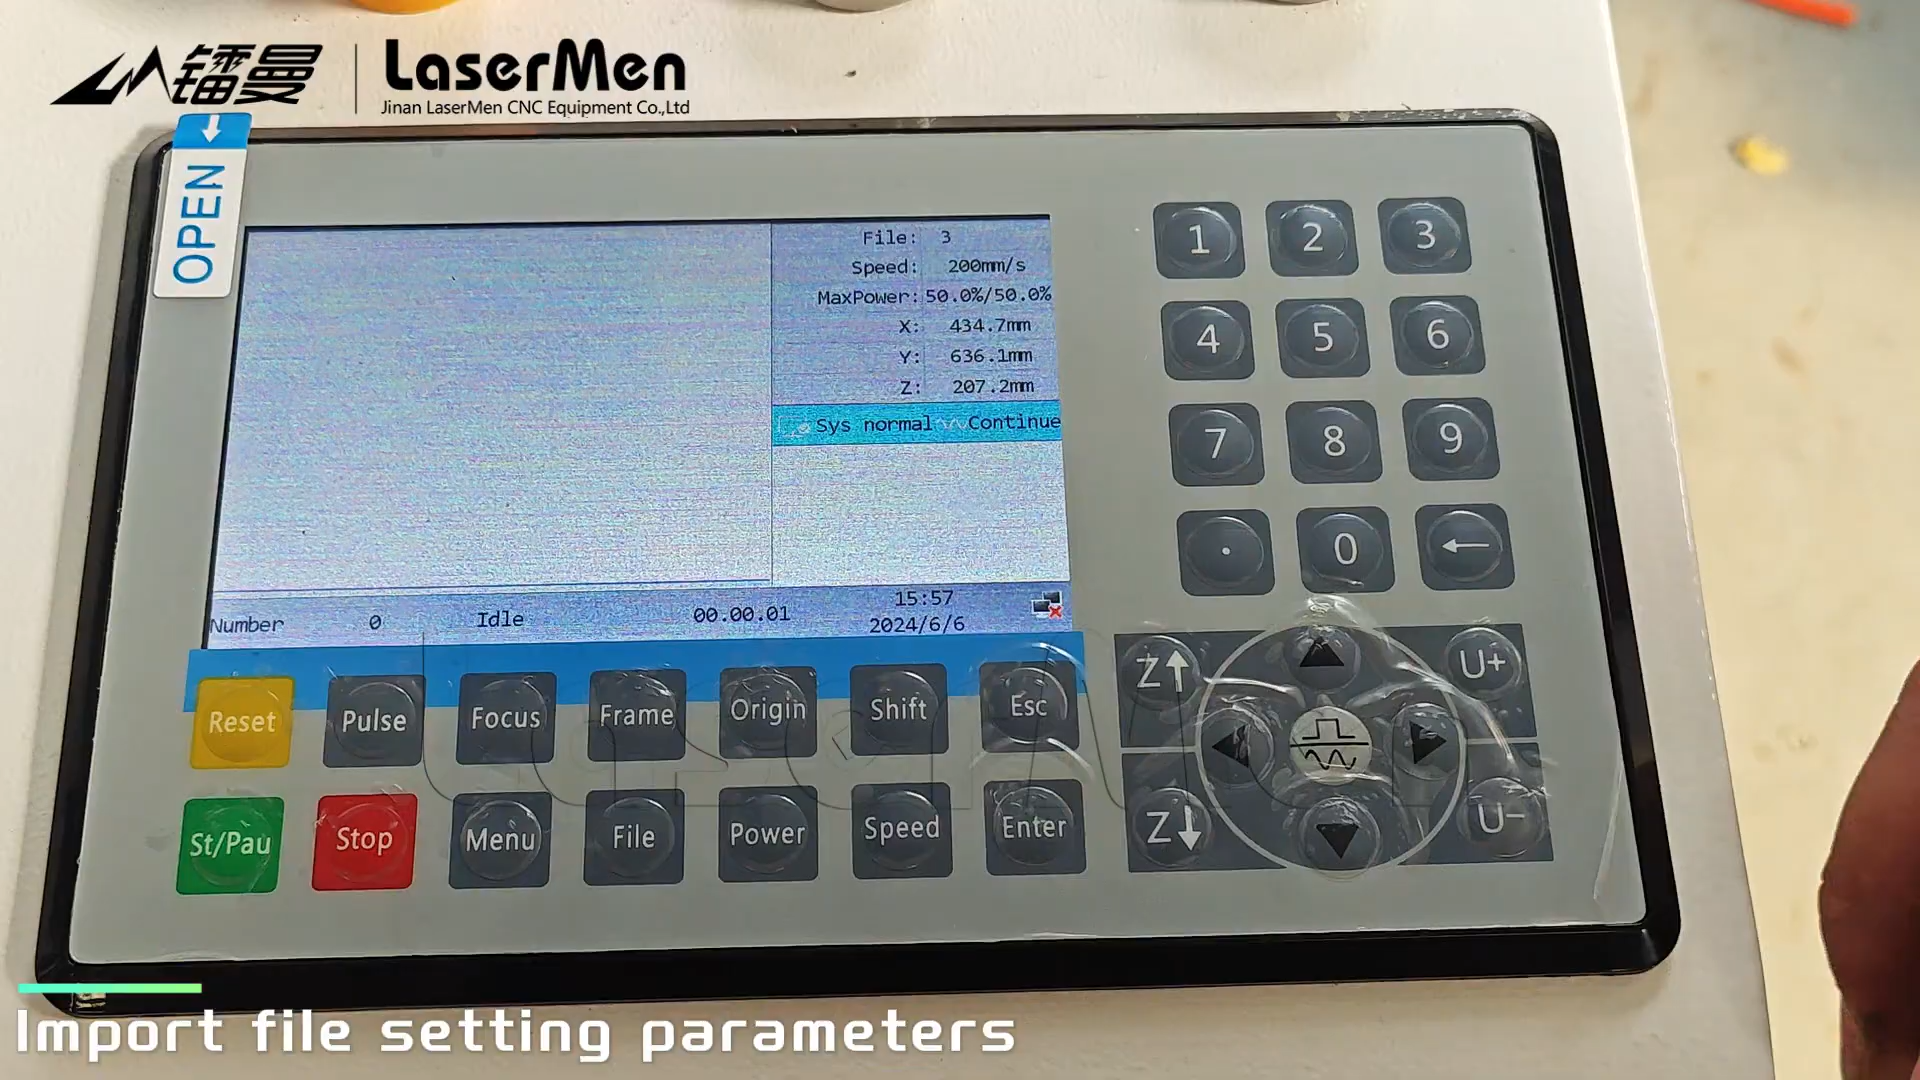 镭曼
LaserMen
Jinan LaserMen CNC Equipment Co.,Ltd
OPEN
File: 3
Speed: 200mm/s
MaxPower: 50.0%/50.0%
X: 434.7mm
Y: 636.1mm
Z: 207.2mm
Sys normal Continue
Number 0 Idle 00.00.01 15:57
2024/6/6
1 2 3
4 5 6
7 8 9
. 0 ←
Reset Pulse Focus Frame Origin Shift Esc
St/Pau Stop Menu File Power Speed Enter
Z↑ U+
Z↓ U-
Import file setting parameters